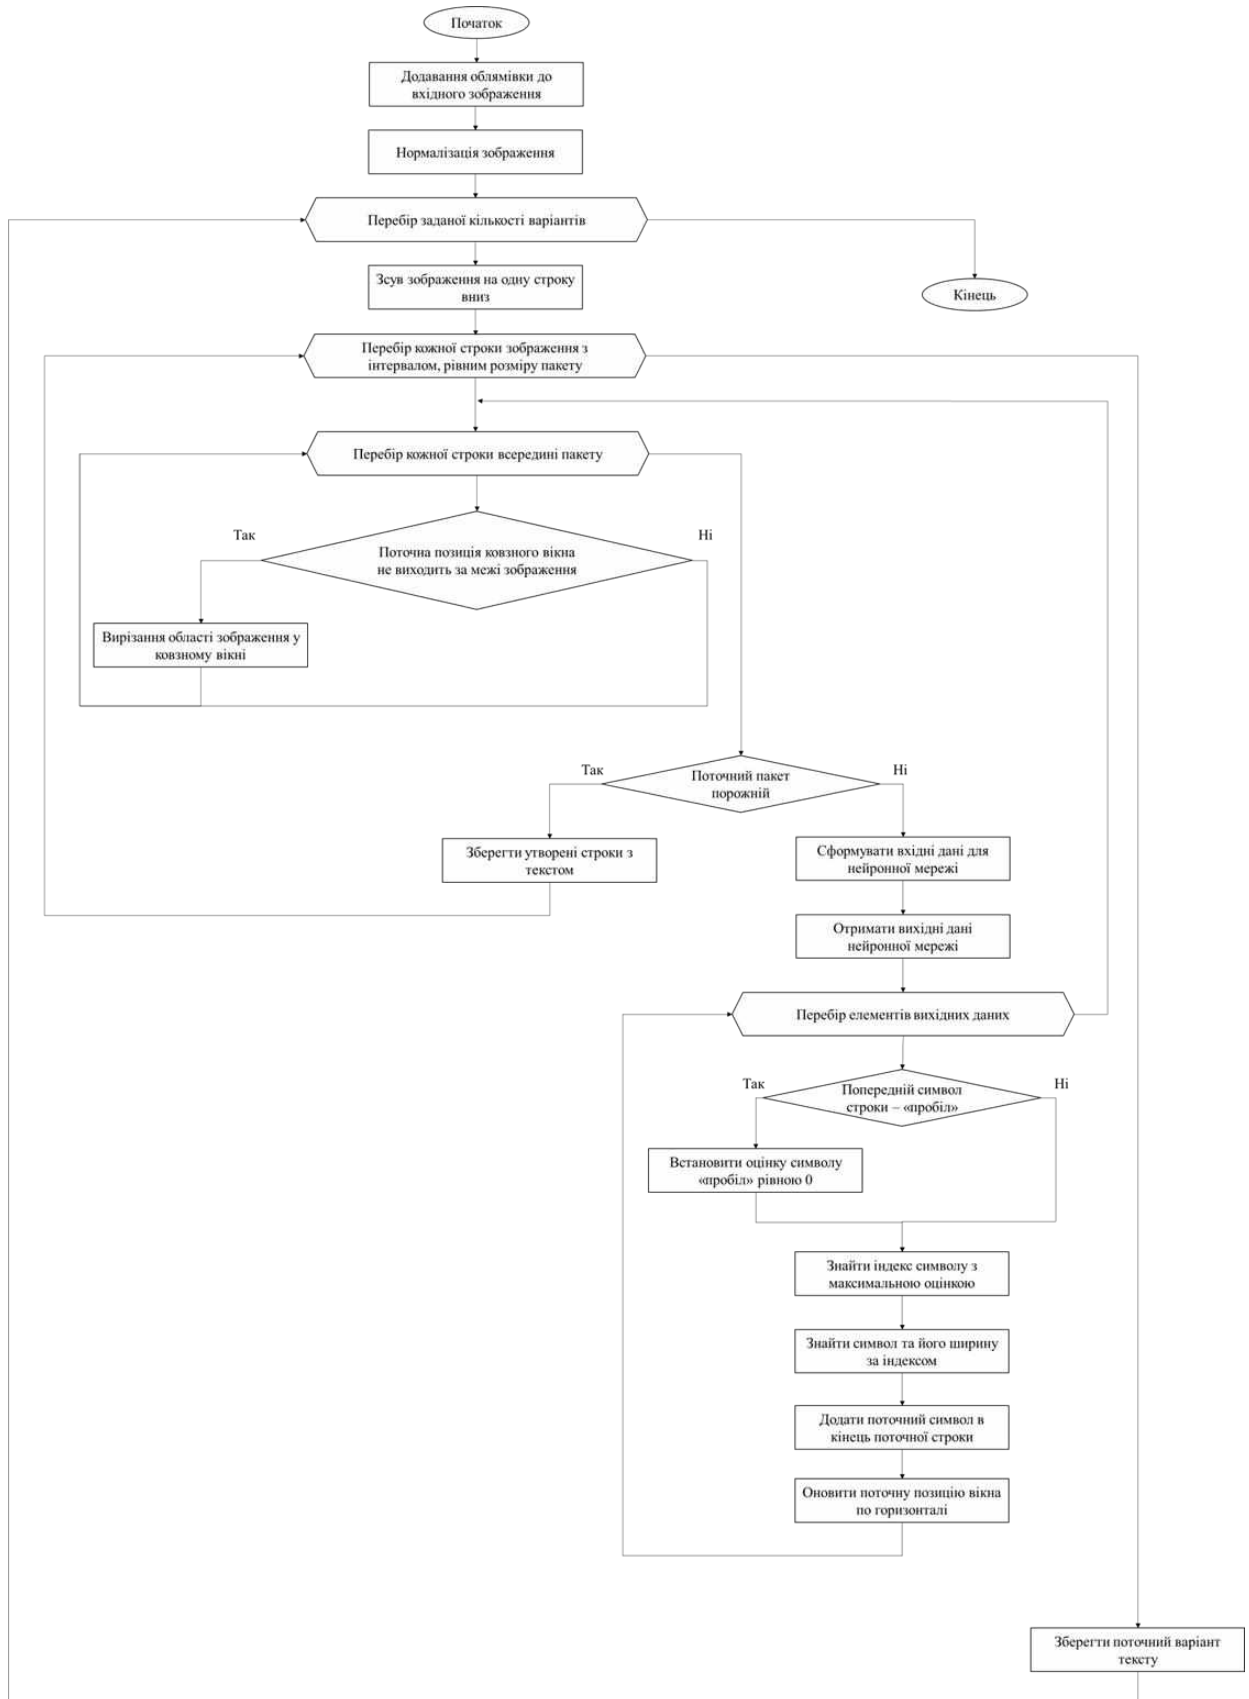 Початок
Додавання облямівки до
вхідного зображення
Нормалізація зображення
Перебір заданої кількості варіантів
Зсув зображення на одну строку
вниз
Кінець
Перебір кожної строки зображення з
інтервалом, рівним розміру пакету
Перебір кожної строки всередині пакету
Так
Ні
Поточна позиція ковзного вікна
не виходить за межі зображення
Вирізання області зображення у
ковзному вікні
Так
Ні
Поточний пакет
порожній
Зберегти утворені строки з
текстом
Сформувати вхідні дані для
нейронної мережі
Отримати вихідні дані
нейронної мережі
Перебір елементів вихідних даних
Так
Ні
Попередній символ
строки – «пробіл»
Встановити оцінку символу
«пробіл» рівною 0
Знайти індекс символу з
максимальною оцінкою
Знайти символ та його ширину
за індексом
Додати поточний символ в
кінець поточної строки
Оновити поточну позицію вікна
по горизонталі
Зберегти поточний варіант
тексту